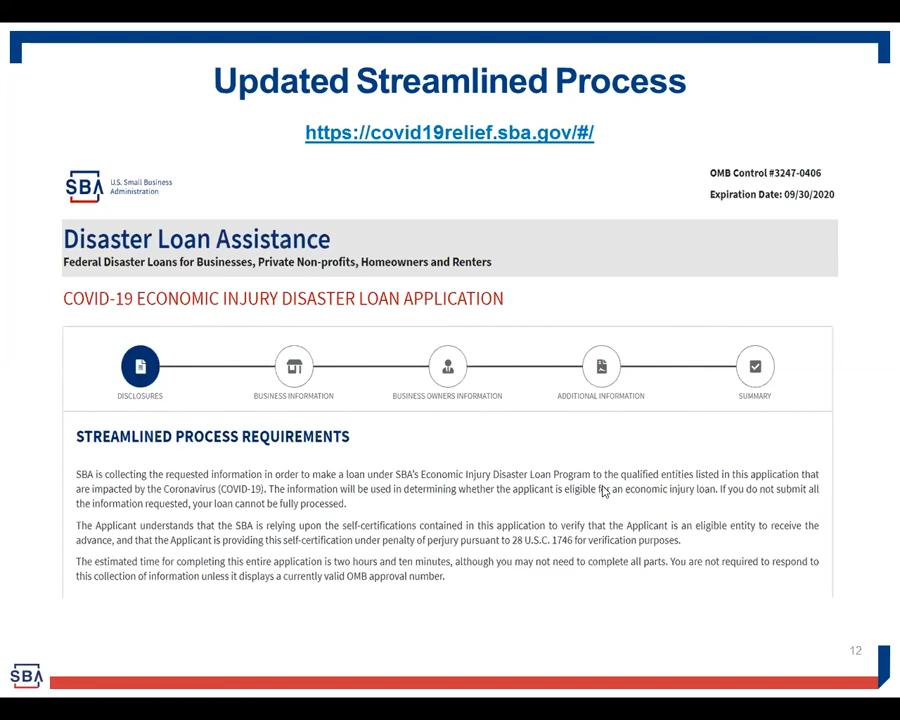 Updated Streamlined Process
https://covid19relief.sba.gov/#/
SBA
U.S. Small Business
Administration
OMB Control #3247-0406
Expiration Date: 09/30/2020
Disaster Loan Assistance
Federal Disaster Loans for Businesses, Private Non-profits, Homeowners and Renters
COVID-19 ECONOMIC INJURY DISASTER LOAN APPLICATION
DISCLOSURES
BUSINESS INFORMATION
BUSINESS OWNERS INFORMATION
ADDITIONAL INFORMATION
SUMMARY
STREAMLINED PROCESS REQUIREMENTS
SBA is collecting the requested information in order to make a loan under SBA's Economic Injury Disaster Loan Program to the qualified entities listed in this application that
are impacted by the Coronavirus (COVID-19). The information will be used in determining whether the applicant is eligible for an economic injury loan. If you do not submit all
the information requested, your loan cannot be fully processed.
The Applicant understands that the SBA is relying upon the self-certifications contained in this application to verify that the Applicant is an eligible entity to receive the
advance, and that the Applicant is providing this self-certification under penalty of perjury pursuant to 28 U.S.C. 1746 for verification purposes.
The estimated time for completing this entire application is two hours and ten minutes, although you may not need to complete all parts. You are not required to respond to
this collection of information unless it displays a currently valid OMB approval number.
12
SBA